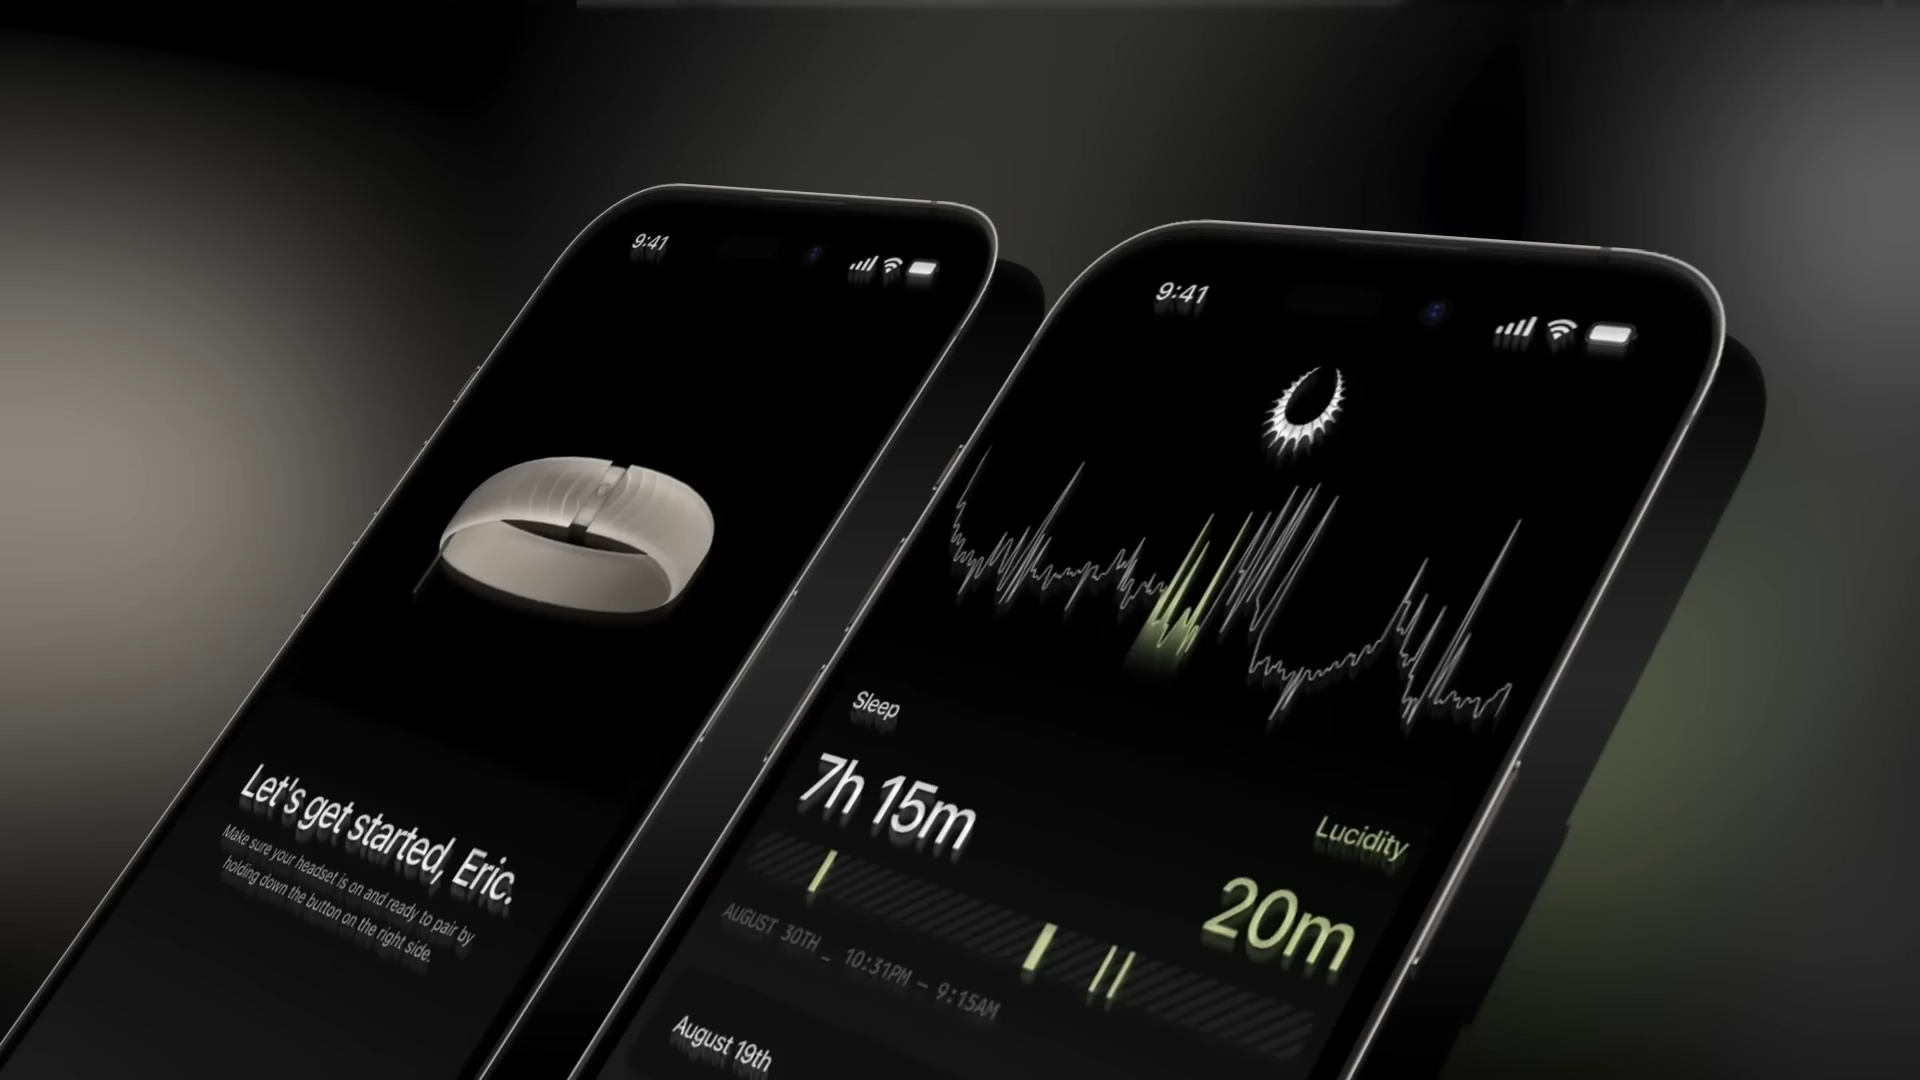 9:41
Let's get started, Eric.
Make sure your headset is on and ready to pair by
holding down the button on the right side.
9:41
Sleep
7h 15m
Lucidity
20m
AUGUST 30TH _ 10:31PM — 9:15AM
August 19th